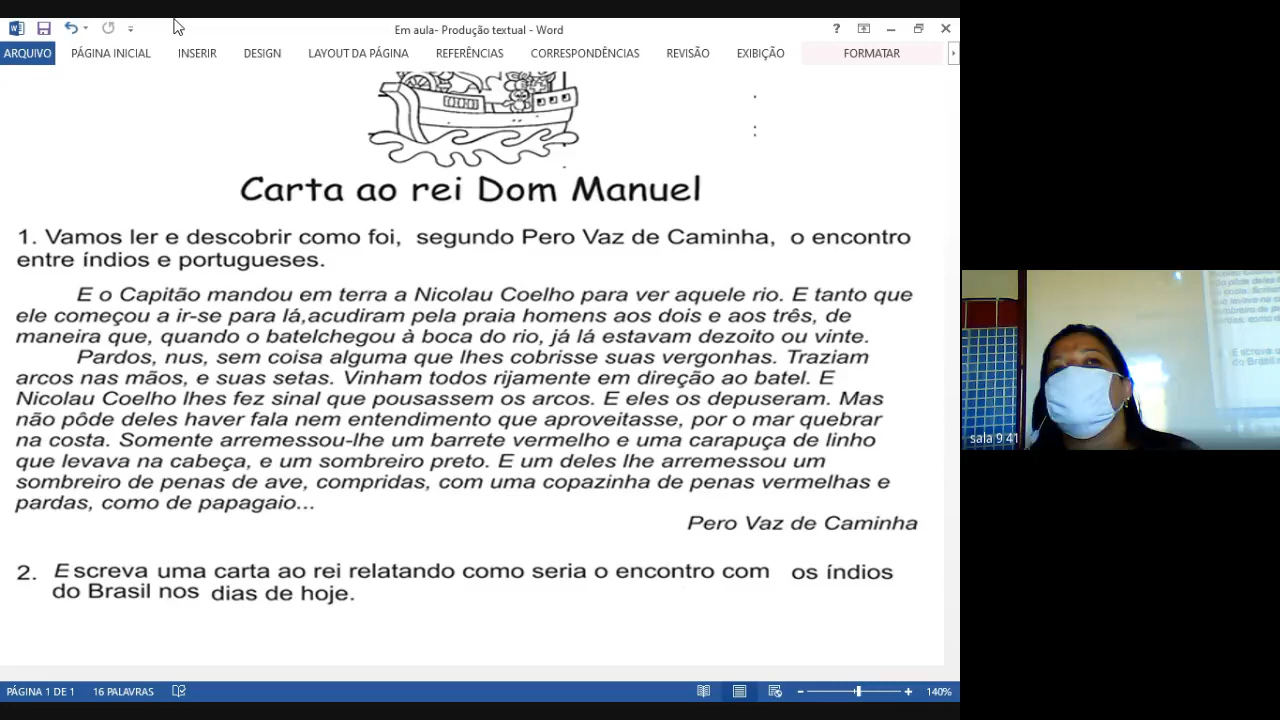 Em aula- Produção textual - Word
?
ARQUIVO PÁGINA INICIAL INSERIR DESIGN LAYOUT DA PÁGINA REFERÊNCIAS CORRESPONDÊNCIAS REVISÃO EXIBIÇÃO FORMATAR
Carta ao rei Dom Manuel
1. Vamos ler e descobrir como foi, segundo Pero Vaz de Caminha, o encontro
entre índios e portugueses.
E o Capitão mandou em terra a Nicolau Coelho para ver aquele rio. E tanto que
ele começou a ir-se para lá,acudiram pela praia homens aos dois e aos três, de
maneira que, quando o batelchegou à boca do rio, já lá estavam dezoito ou vinte.
Pardos, nus, sem coisa alguma que lhes cobrisse suas vergonhas. Traziam
arcos nas mãos, e suas setas. Vinham todos rijamente em direção ao batel. E
Nicolau Coelho lhes fez sinal que pousassem os arcos. E eles os depuseram. Mas
não pôde deles haver fala nem entendimento que aproveitasse, por o mar quebrar
na costa. Somente arremessou-lhe um barrete vermelho e uma carapuça de linho
que levava na cabeça, e um sombreiro preto. E um deles lhe arremessou um
sombreiro de penas de ave, compridas, com uma copazinha de penas vermelhas e
pardas, como de papagaio...
Pero Vaz de Caminha
2. Escreva uma carta ao rei relatando como seria o encontro com os índios
do Brasil nos dias de hoje.
PÁGINA 1 DE 1 16 PALAVRAS 140%
sala 9 41